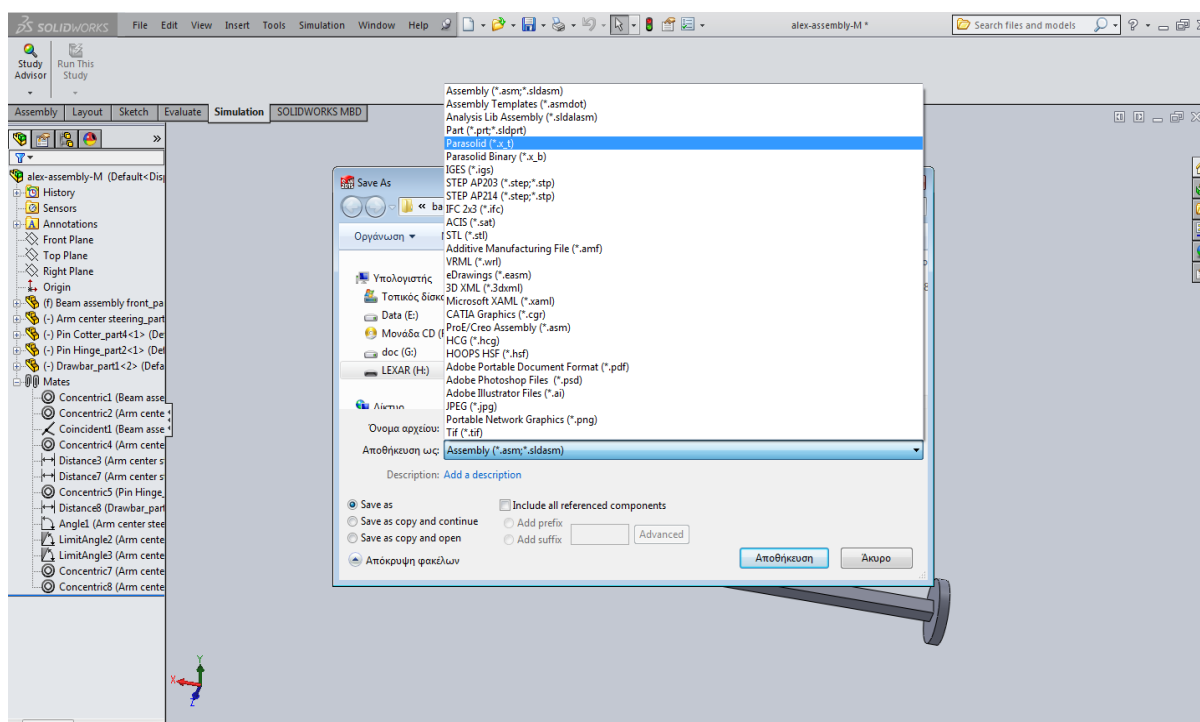 SOLIDWORKS File Edit View Insert Tools Simulation Window Help alex-assembly-M * Search files and models
Study Advisor
Run This Study
Assembly Layout Sketch Evaluate Simulation SOLIDWORKS MBD
alex-assembly-M (Default<Disp
History
Sensors
Annotations
Front Plane
Top Plane
Right Plane
Origin
(f) Beam assembly front_pa
(-) Arm center steering_part
(-) Pin Cotter_part4<1> (De
(-) Pin Hinge_part2<1> (Def
(-) Drawbar_part1<2> (Defa
Mates
Concentric1 (Beam asse
Concentric2 (Arm cente
Coincident1 (Beam asse
Concentric4 (Arm cente
Distance3 (Arm center s
Distance7 (Arm center s
Concentric5 (Pin Hinge_
Distance8 (Drawbar_part
Angle1 (Arm center stee
LimitAngle2 (Arm cente
LimitAngle3 (Arm cente
Concentric7 (Arm cente
Concentric8 (Arm cente
Save As
« ba
Οργάνωση
Υπολογιστής
Τοπικός δίσκο
Data (E:)
Μονάδα CD (F
doc (G:)
LEXAR (H:)
Δίκτυο
Assembly (*.asm;*.sldasm)
Assembly Templates (*.asmdot)
Analysis Lib Assembly (*.sldalasm)
Part (*.prt;*.sldprt)
Parasolid (*.x_t)
Parasolid Binary (*.x_b)
IGES (*.igs)
STEP AP203 (*.step;*.stp)
STEP AP214 (*.step;*.stp)
IFC 2x3 (*.ifc)
ACIS (*.sat)
STL (*.stl)
Additive Manufacturing File (*.amf)
VRML (*.wrl)
eDrawings (*.easm)
3D XML (*.3dxml)
Microsoft XAML (*.xaml)
CATIA Graphics (*.cgr)
ProE/Creo Assembly (*.asm)
HCG (*.hcg)
HOOPS HSF (*.hsf)
Adobe Portable Document Format (*.pdf)
Adobe Photoshop Files (*.psd)
Adobe Illustrator Files (*.ai)
JPEG (*.jpg)
Portable Network Graphics (*.png)
Tif (*.tif)
Όνομα αρχείου:
Αποθήκευση ως: Assembly (*.asm;*.sldasm)
Description: Add a description
Save as
Save as copy and continue
Save as copy and open
Include all referenced components
Add prefix
Add suffix
Advanced
Απόκρυψη φακέλων
Αποθήκευση
Άκυρο
Y
X
Z